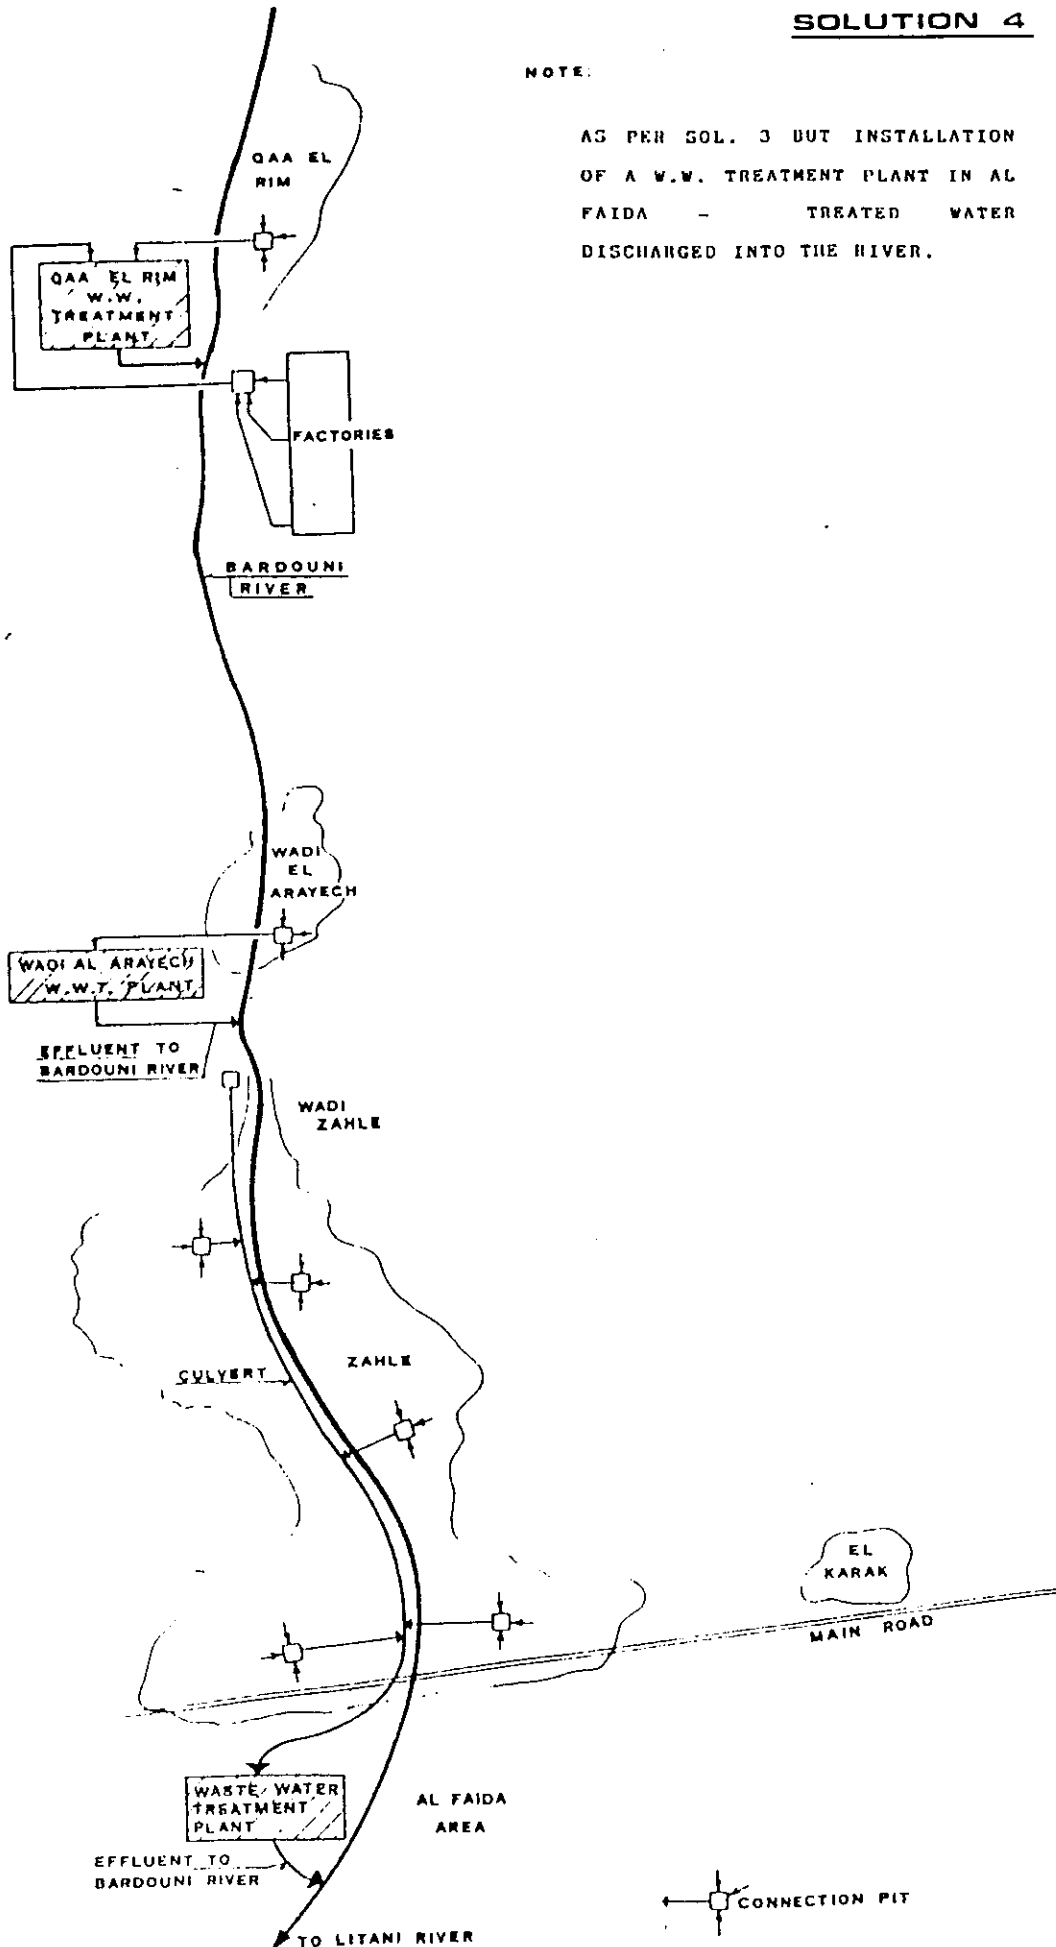 SOLUTION 4
NOTE:
AS PER SOL. 3 BUT INSTALLATION
OF A W.W. TREATMENT PLANT IN AL
FAIDA - TREATED WATER
DISCHARGED INTO THE RIVER.
QAA EL
RIM
QAA EL RIM
W.W.
TREATMENT
PLANT
FACTORIES
BARDOUNI
RIVER
WADI
EL
ARAYECH
WADI AL ARAYECH
W.W.T. PLANT
EFFLUENT TO
BARDOUNI RIVER
WADI
ZAHLE
CULVERT
ZAHLE
EL
KARAK
MAIN ROAD
WASTE WATER
TREATMENT
PLANT
AL FAIDA
AREA
EFFLUENT TO
BARDOUNI RIVER
CONNECTION PIT
TO LITANI RIVER